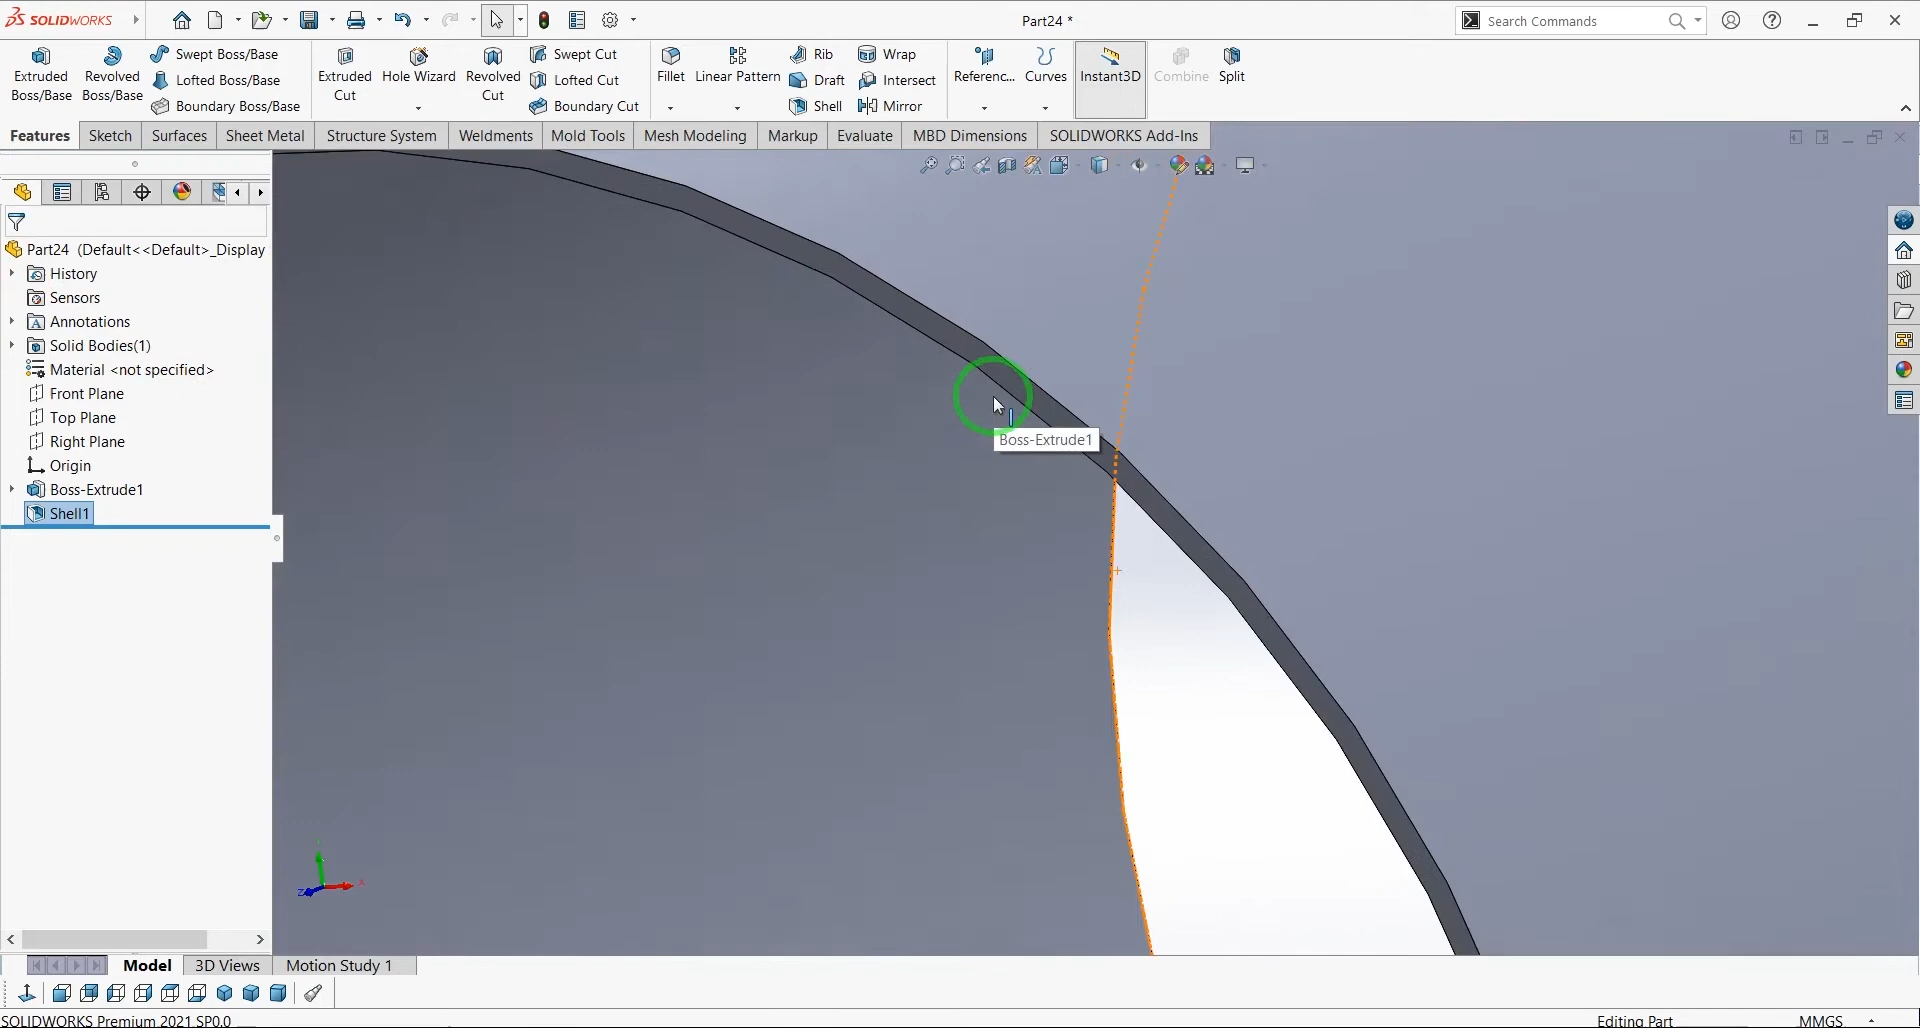 SOLIDWORKS
Part24 *
Search Commands
Extruded Boss/Base
Revolved Boss/Base
Swept Boss/Base
Lofted Boss/Base
Boundary Boss/Base
Extruded Cut
Hole Wizard
Revolved Cut
Swept Cut
Lofted Cut
Boundary Cut
Fillet
Linear Pattern
Rib
Draft
Shell
Wrap
Intersect
Mirror
Referenc...
Curves
Instant3D
Combine
Split
Features
Sketch
Surfaces
Sheet Metal
Structure System
Weldments
Mold Tools
Mesh Modeling
Markup
Evaluate
MBD Dimensions
SOLIDWORKS Add-Ins
Part24 (Default<<Default>_Display
History
Sensors
Annotations
Solid Bodies(1)
Material <not specified>
Front Plane
Top Plane
Right Plane
Origin
Boss-Extrude1
Shell1
Boss-Extrude1
Z
X
Model
3D Views
Motion Study 1
SOLIDWORKS Premium 2021 SP0.0
Editing Part
MMGS